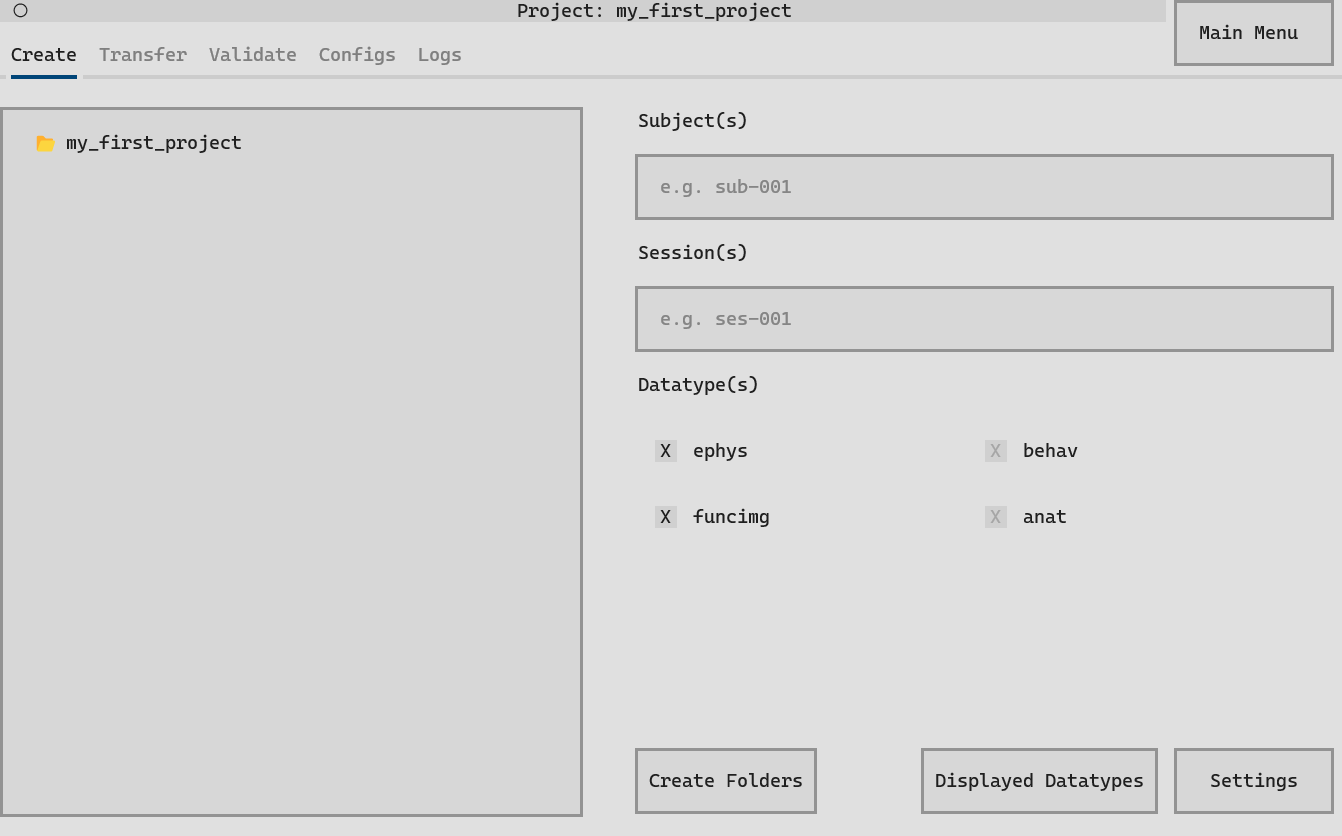 Project: my_first_project
Main Menu
Create Transfer Validate Configs Logs
my_first_project
Subject(s)
e.g. sub-001
Session(s)
e.g. ses-001
Datatype(s)
X ephys
X behav
X funcimg
X anat
Create Folders
Displayed Datatypes
Settings